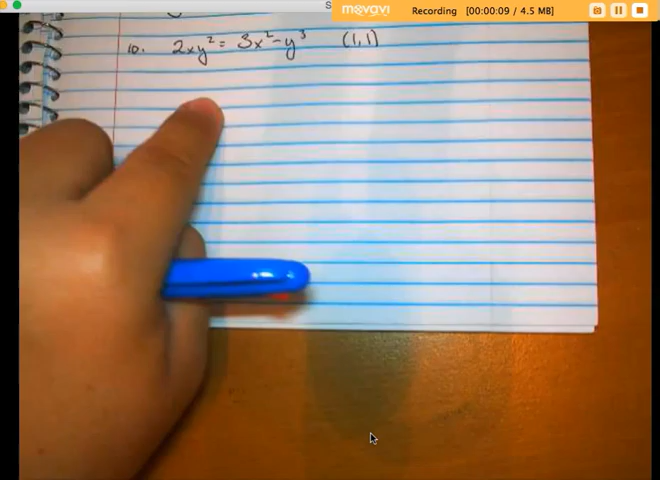 movavi Recording [00:00:09 / 4.5 MB]
10. 2xy² = 3x² - y³ (1,1)